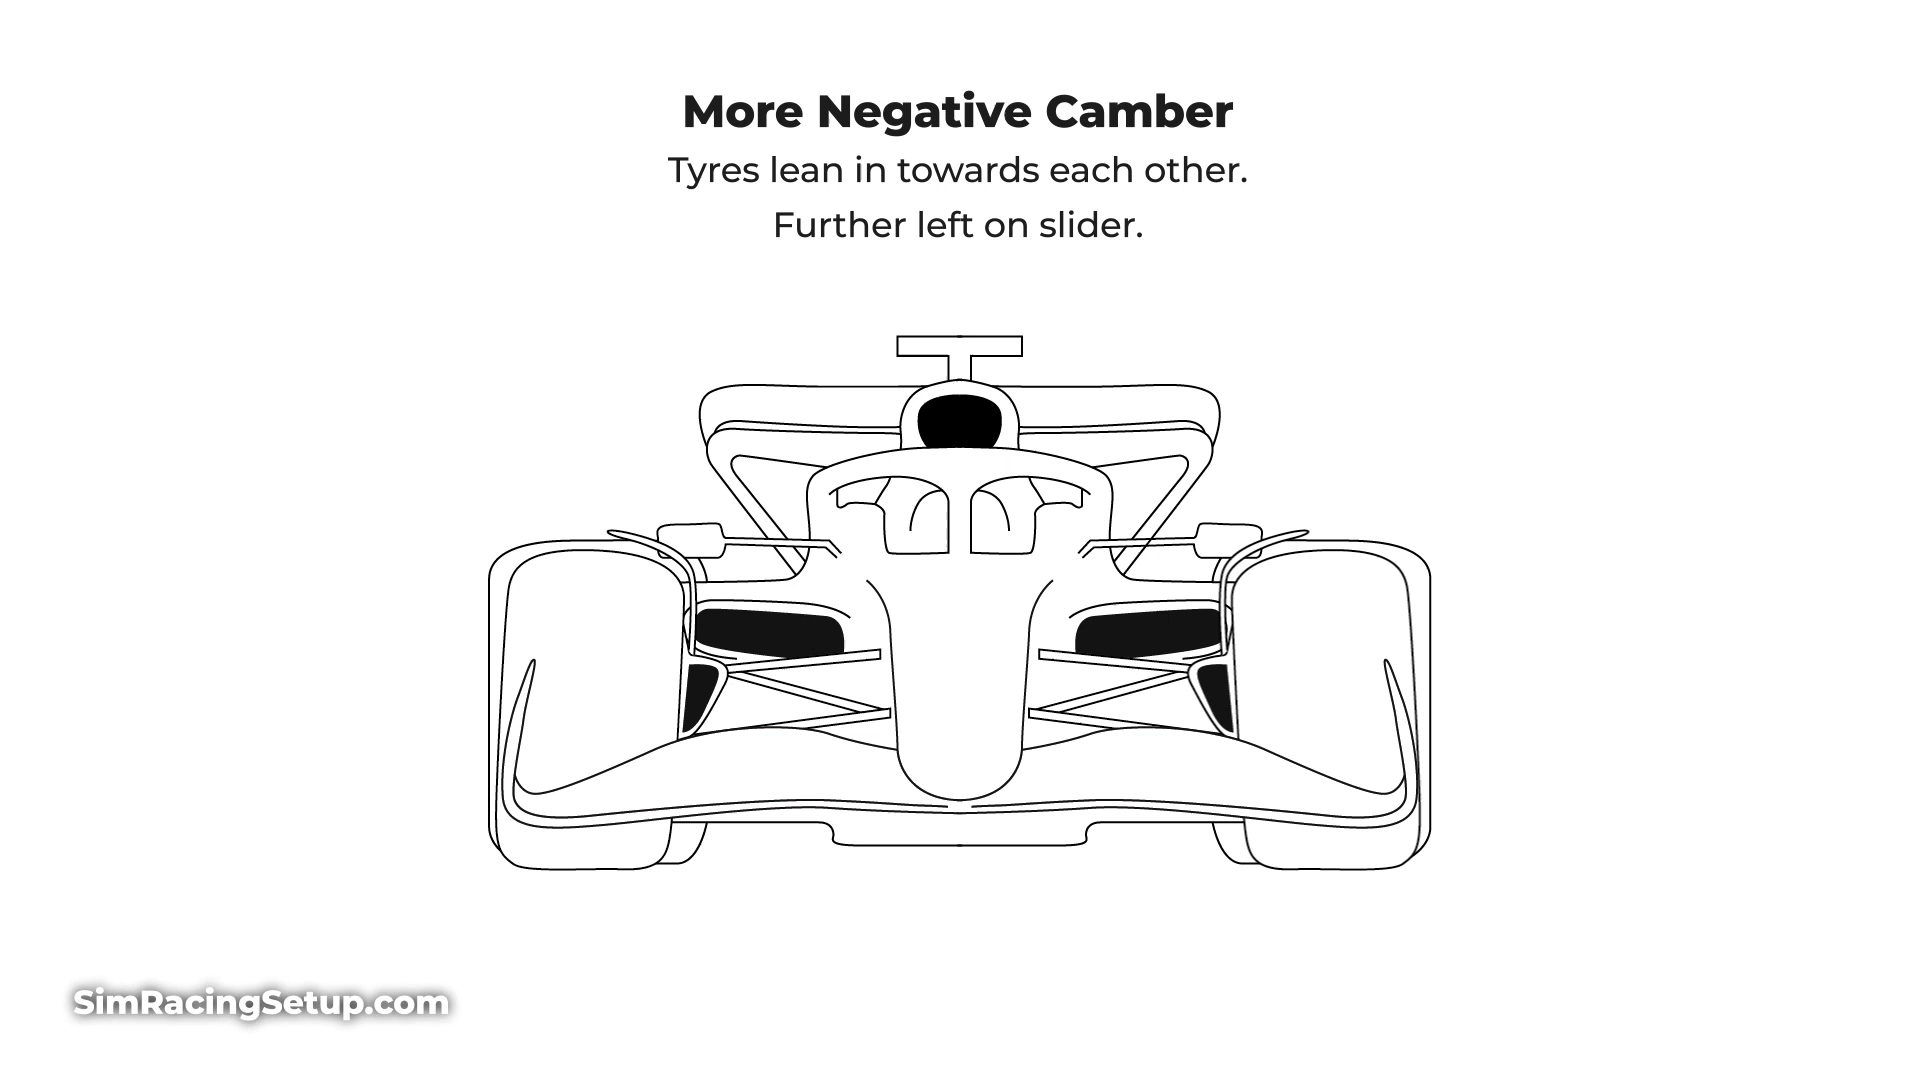 More Negative Camber
Tyres lean in towards each other.
Further left on slider.
SimRacingSetup.com